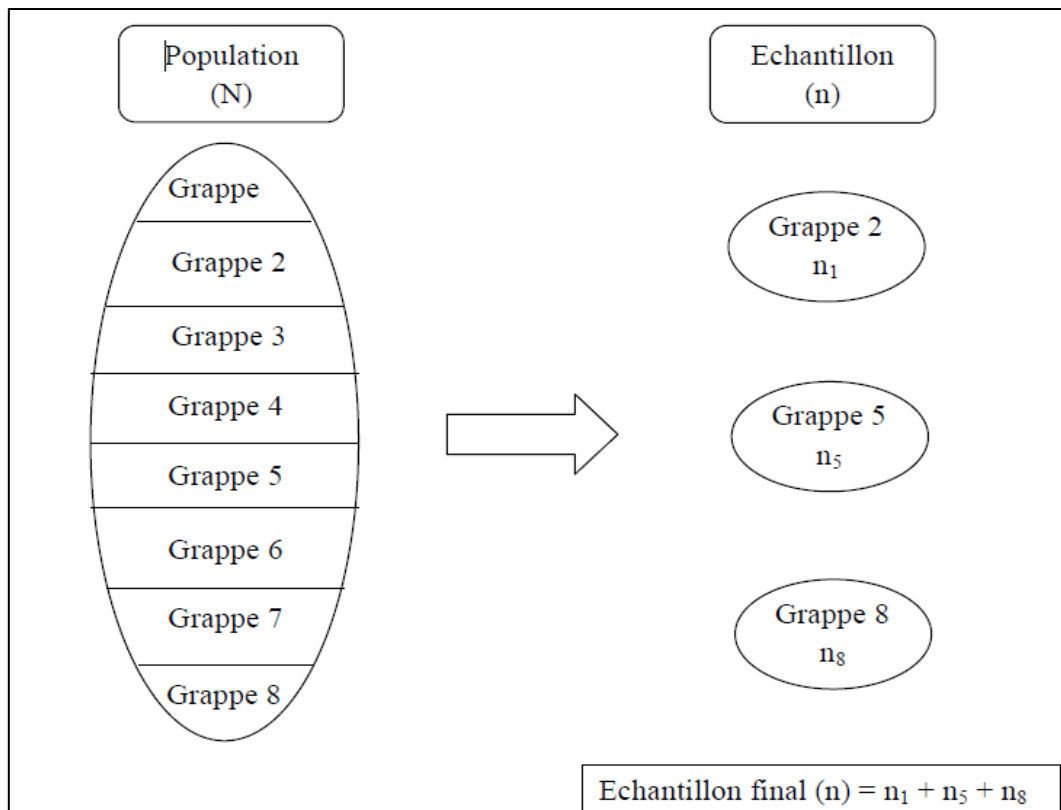 Population
(N)
Echantillon
(n)
Grappe
Grappe 2
Grappe 3
Grappe 4
Grappe 5
Grappe 6
Grappe 7
Grappe 8
Grappe 2
n₁
Grappe 5
n₅
Grappe 8
n₈
Echantillon final (n) = n₁ + n₅ + n₈